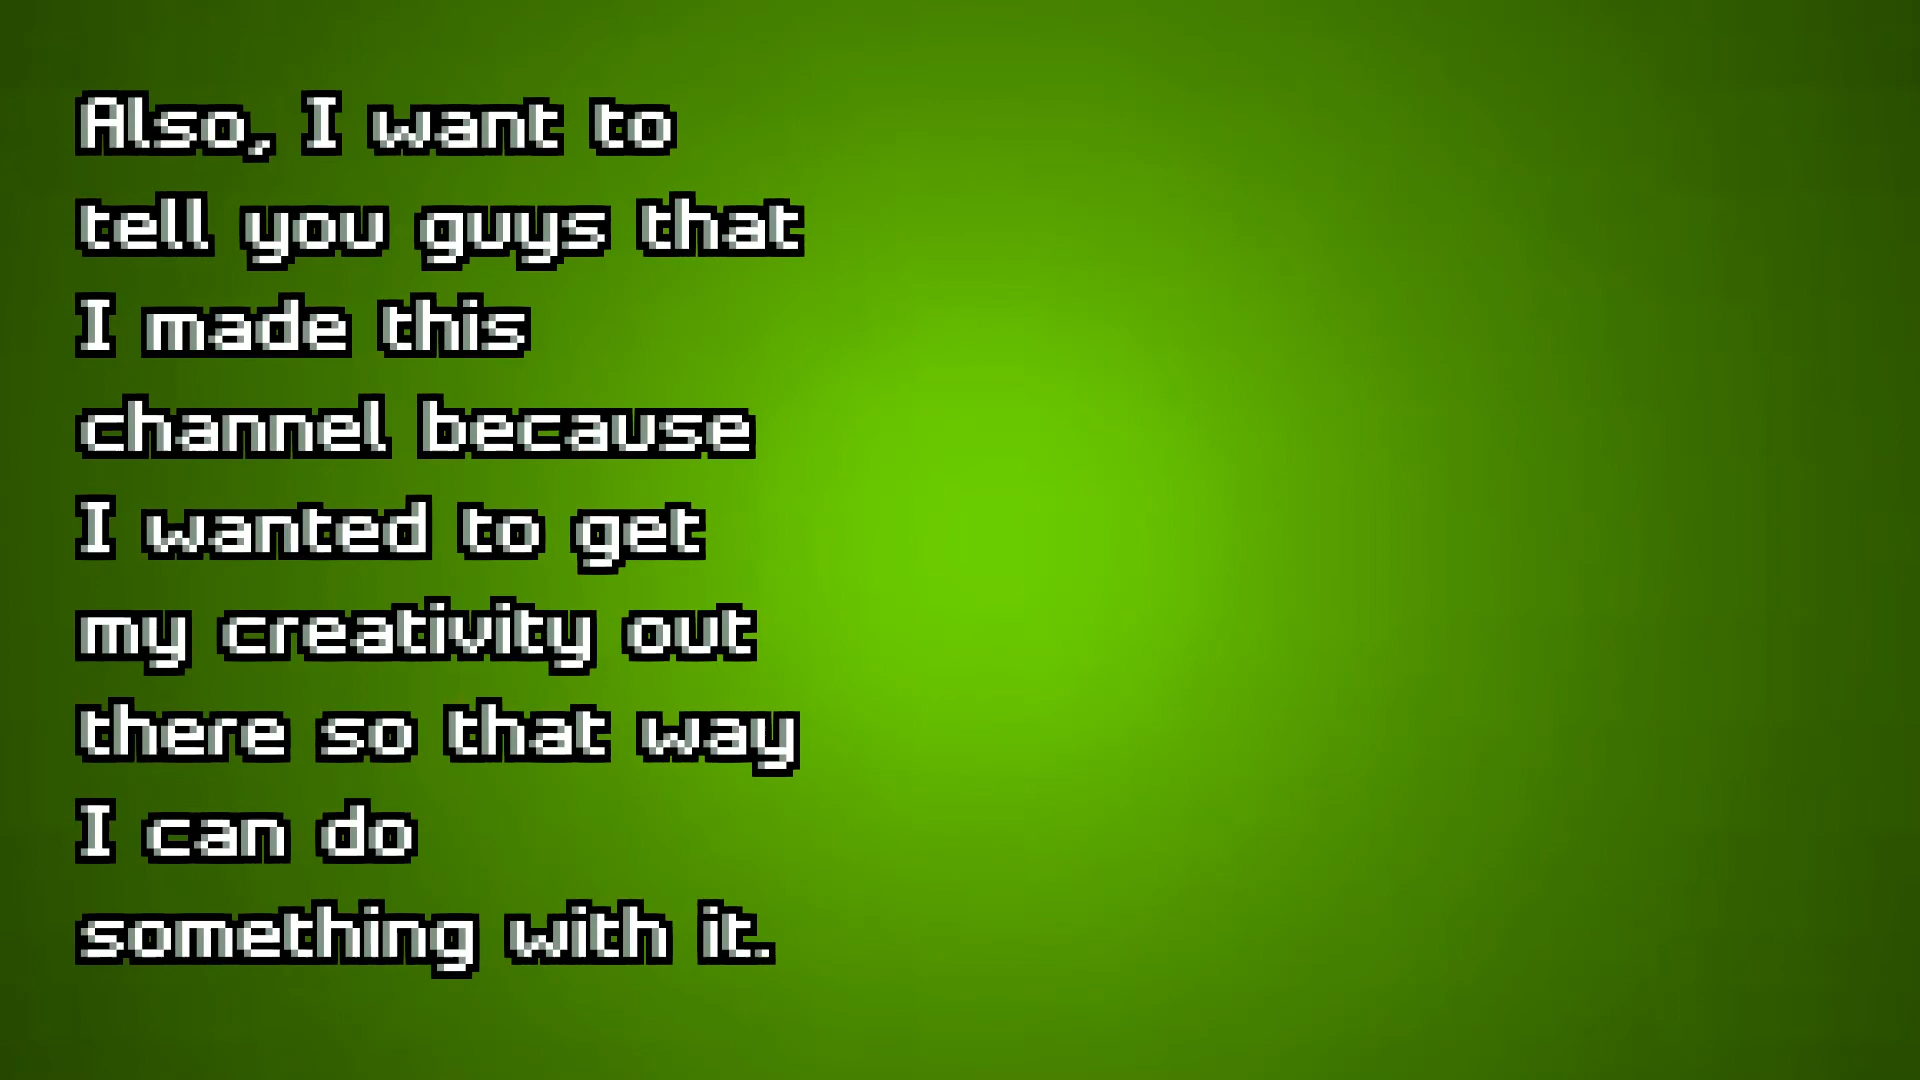 Also, I want to
tell you guys that
I made this
channel because
I wanted to get
my creativity out
there so that way
I can do
something with it.